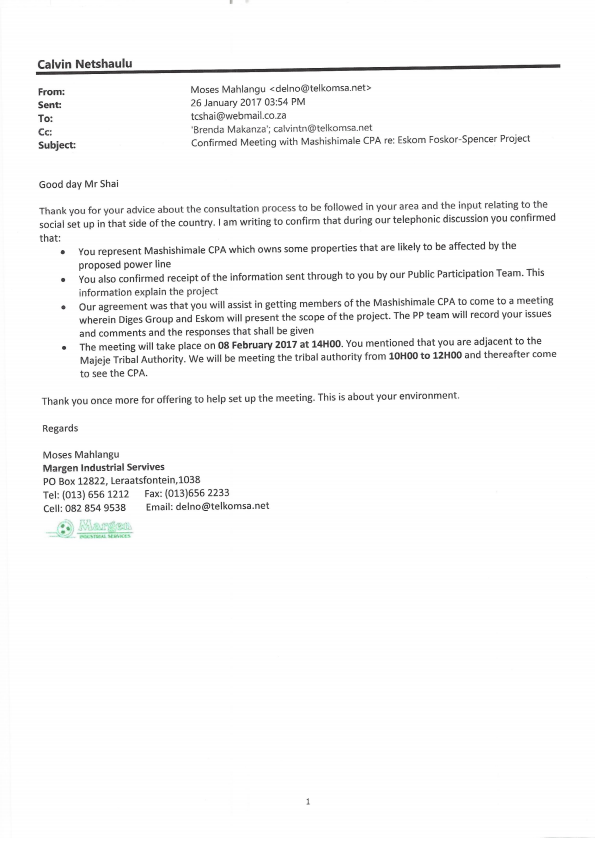 Calvin Netshaulu
From: Moses Mahlangu <delno@telkomsa.net>
Sent: 26 January 2017 03:54 PM
To: tcshai@webmail.co.za
Cc: 'Brenda Makanza'; calvintn@telkomsa.net
Subject: Confirmed Meeting with Mashishimale CPA re: Eskom Foskor-Spencer Project
Good day Mr Shai
Thank you for your advice about the consultation process to be followed in your area and the input relating to the
social set up in that side of the country. I am writing to confirm that during our telephonic discussion you confirmed
that:
• You represent Mashishimale CPA which owns some properties that are likely to be affected by the
proposed power line
• You also confirmed receipt of the information sent through to you by our Public Participation Team. This
information explain the project
• Our agreement was that you will assist in getting members of the Mashishimale CPA to come to a meeting
wherein Diges Group and Eskom will present the scope of the project. The PP team will record your issues
and comments and the responses that shall be given
• The meeting will take place on 08 February 2017 at 14H00. You mentioned that you are adjacent to the
Majeje Tribal Authority. We will be meeting the tribal authority from 10H00 to 12H00 and thereafter come
to see the CPA.
Thank you once more for offering to help set up the meeting. This is about your environment.
Regards
Moses Mahlangu
Margen Industrial Servives
PO Box 12822, Leraatsfontein,1038
Tel: (013) 656 1212 Fax: (013)656 2233
Cell: 082 854 9538 Email: delno@telkomsa.net
Margen
INDUSTRIAL SERVICES
1